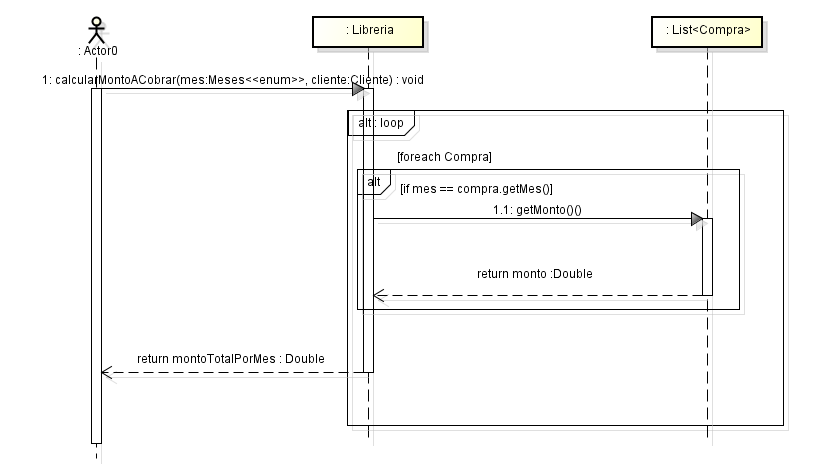 : Actor0
: Libreria
: List<Compra>
1: calcularMontoACobrar(mes:Meses<<enum>>, cliente:Cliente) : void
alt : loop
[foreach Compra]
alt
[if mes == compra.getMes()]
1.1: getMonto()()
return monto :Double
return montoTotalPorMes : Double